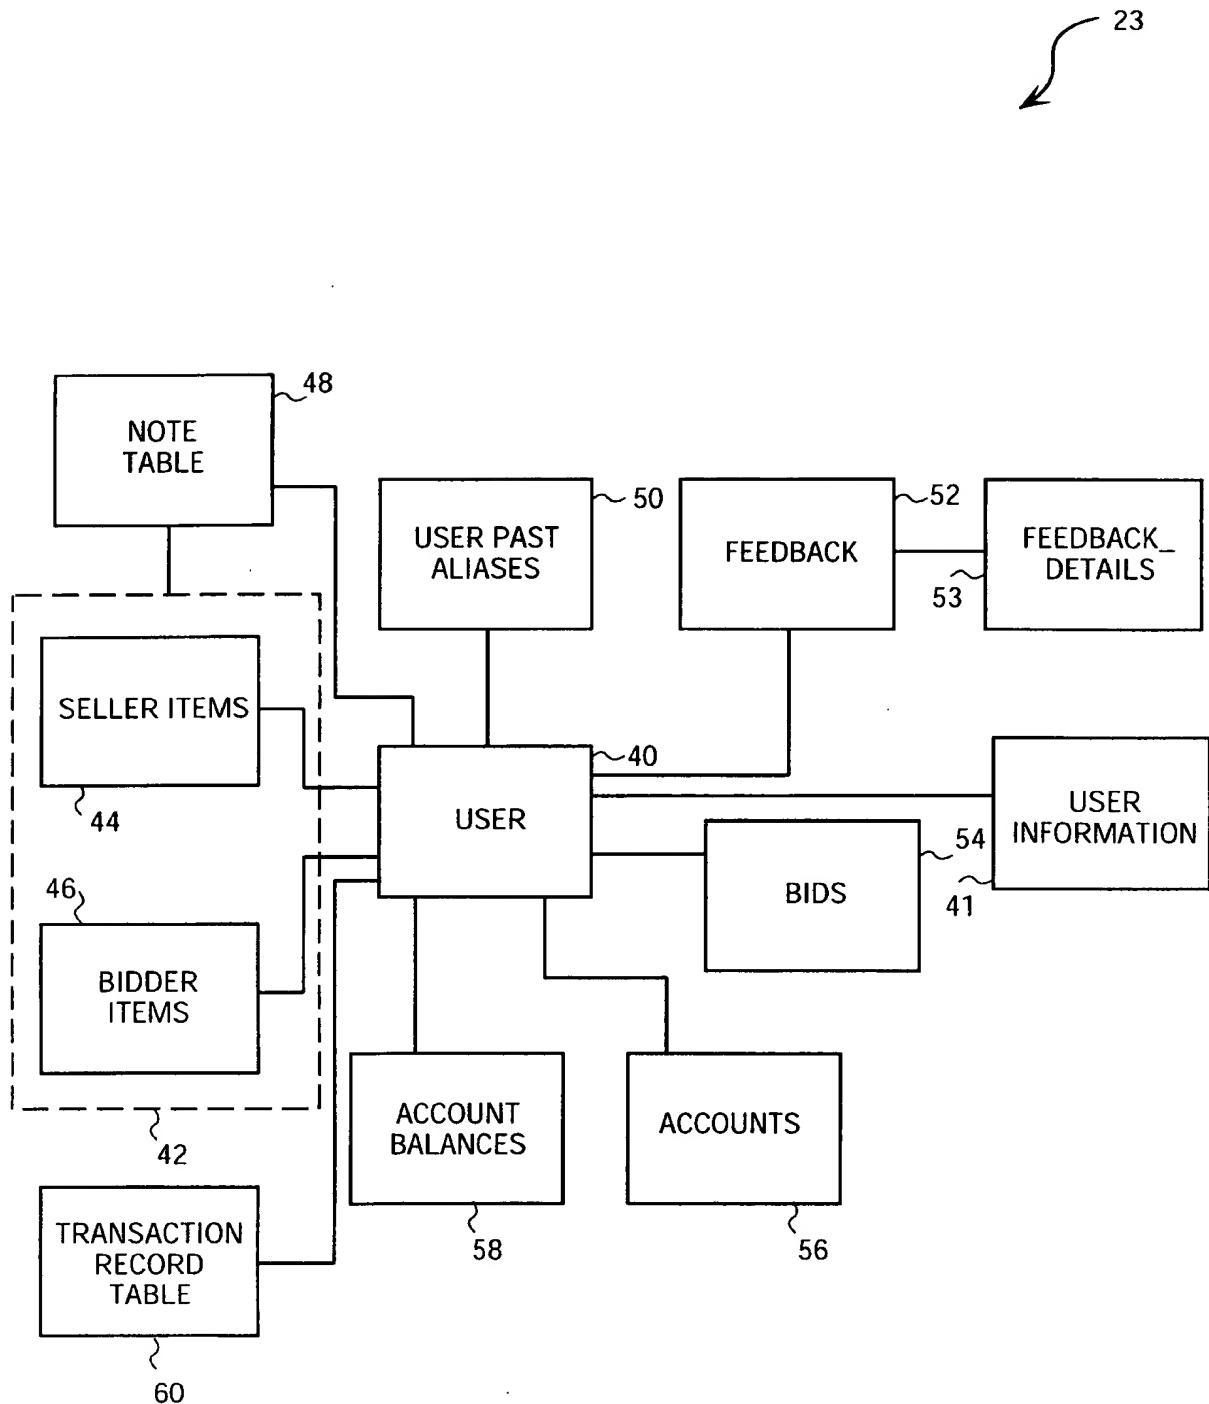 23
48
NOTE
TABLE
50
USER PAST
ALIASES
52
FEEDBACK
FEEDBACK_
DETAILS
53
SELLER ITEMS
44
40
USER
USER
INFORMATION
41
54
BIDS
46
BIDDER
ITEMS
42
ACCOUNT
BALANCES
58
ACCOUNTS
56
TRANSACTION
RECORD
TABLE
60